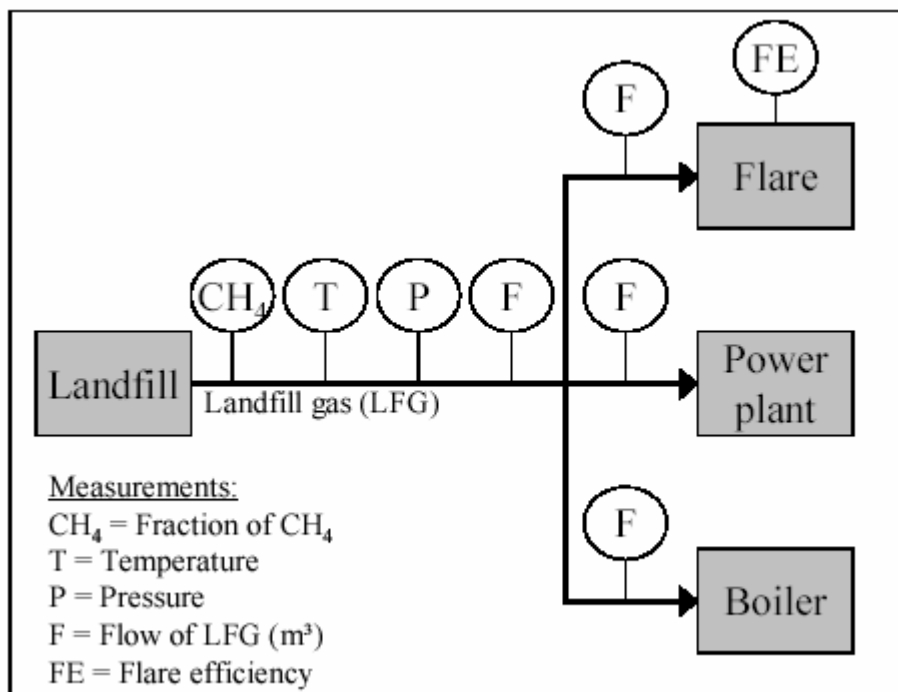 FE
F
Flare
CH₄ T P F F
Landfill
Landfill gas (LFG)
Power
plant
F
Boiler
Measurements:
CH₄ = Fraction of CH₄
T = Temperature
P = Pressure
F = Flow of LFG (m³)
FE = Flare efficiency